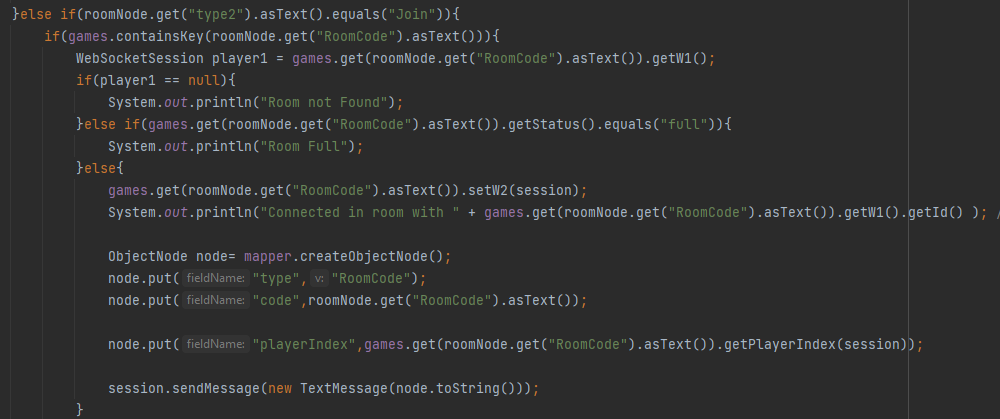 }else if(roomNode.get("type2").asText().equals("Join")){
if(games.containsKey(roomNode.get("RoomCode").asText())){
WebSocketSession player1 = games.get(roomNode.get("RoomCode").asText()).getW1();
if(player1 == null){
System.out.println("Room not Found");
}else if(games.get(roomNode.get("RoomCode").asText()).getStatus().equals("full")){
System.out.println("Room Full");
}else{
games.get(roomNode.get("RoomCode").asText()).setW2(session);
System.out.println("Connected in room with " + games.get(roomNode.get("RoomCode").asText()).getW1().getId() ); /
ObjectNode node= mapper.createObjectNode();
node.put( fieldName: "type", v: "RoomCode");
node.put( fieldName: "code",roomNode.get("RoomCode").asText());
node.put( fieldName: "playerIndex",games.get(roomNode.get("RoomCode").asText()).getPlayerIndex(session));
session.sendMessage(new TextMessage(node.toString()));
}